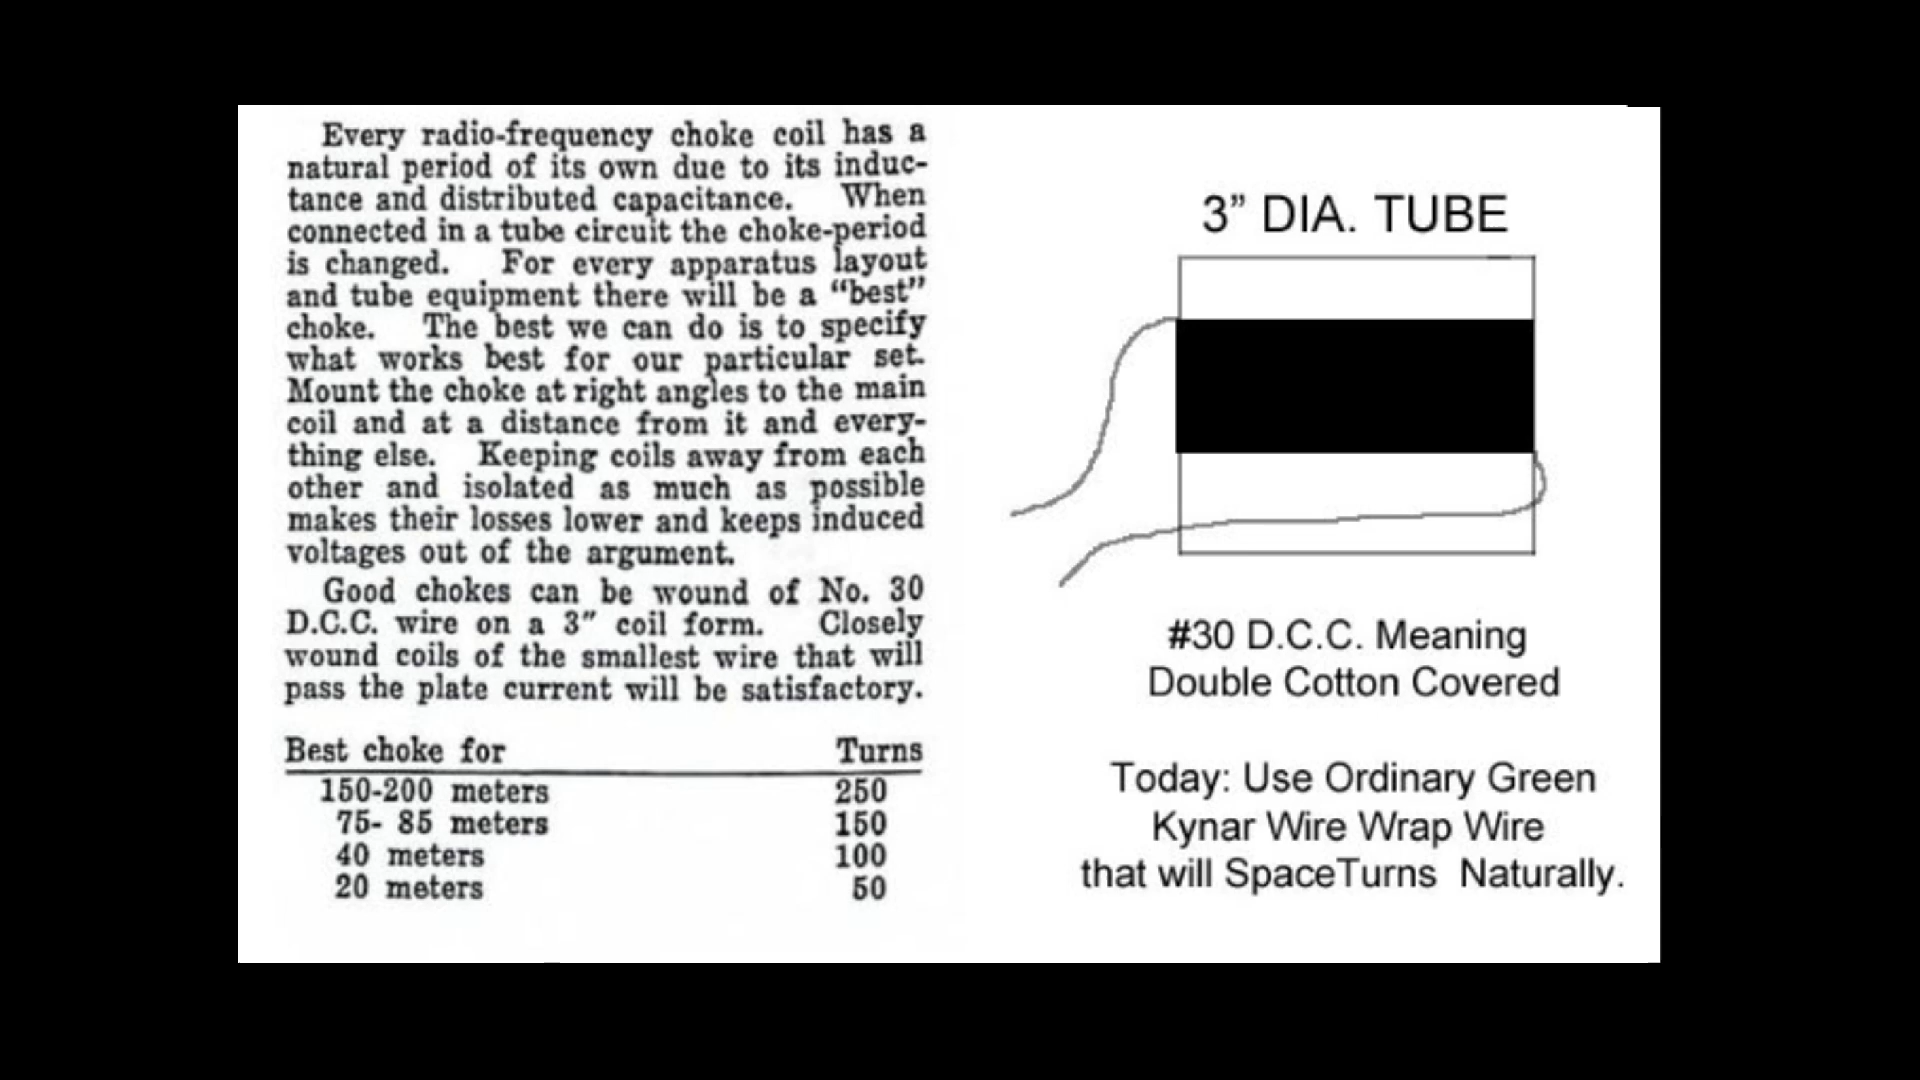 Every radio-frequency choke coil has a
natural period of its own due to its induc-
tance and distributed capacitance. When
connected in a tube circuit the choke-period
is changed. For every apparatus layout
and tube equipment there will be a “best”
choke. The best we can do is to specify
what works best for our particular set.
Mount the choke at right angles to the main
coil and at a distance from it and every-
thing else. Keeping coils away from each
other and isolated as much as possible
makes their losses lower and keeps induced
voltages out of the argument.
Good chokes can be wound of No. 30
D.C.C. wire on a 3″ coil form. Closely
wound coils of the smallest wire that will
pass the plate current will be satisfactory.
Best choke for Turns
150-200 meters 250
75- 85 meters 150
40 meters 100
20 meters 50
3” DIA. TUBE
#30 D.C.C. Meaning
Double Cotton Covered
Today: Use Ordinary Green
Kynar Wire Wrap Wire
that will SpaceTurns Naturally.